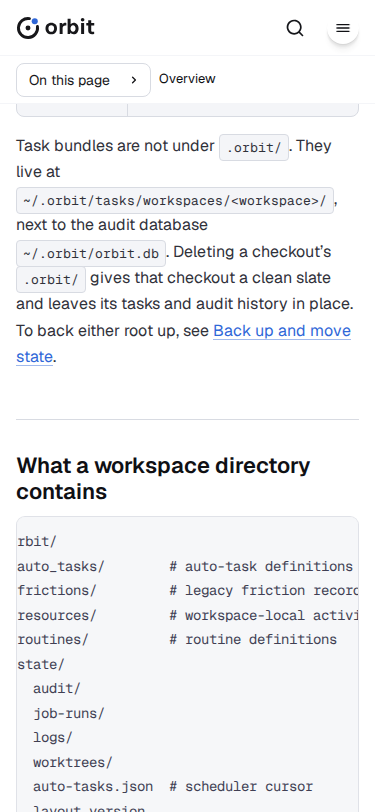 orbit
On this page
Overview
Task bundles are not under .orbit/. They
live at
~/.orbit/tasks/workspaces/<workspace>/,
next to the audit database
~/.orbit/orbit.db. Deleting a checkout’s
.orbit/ gives that checkout a clean slate
and leaves its tasks and audit history in place.
To back either root up, see Back up and move
state.
What a workspace directory
contains
rbit/
auto_tasks/ # auto-task definitions
frictions/ # legacy friction recor
resources/ # workspace-local activi
routines/ # routine definitions
state/
audit/
job-runs/
logs/
worktrees/
auto-tasks.json # scheduler cursor
layout version